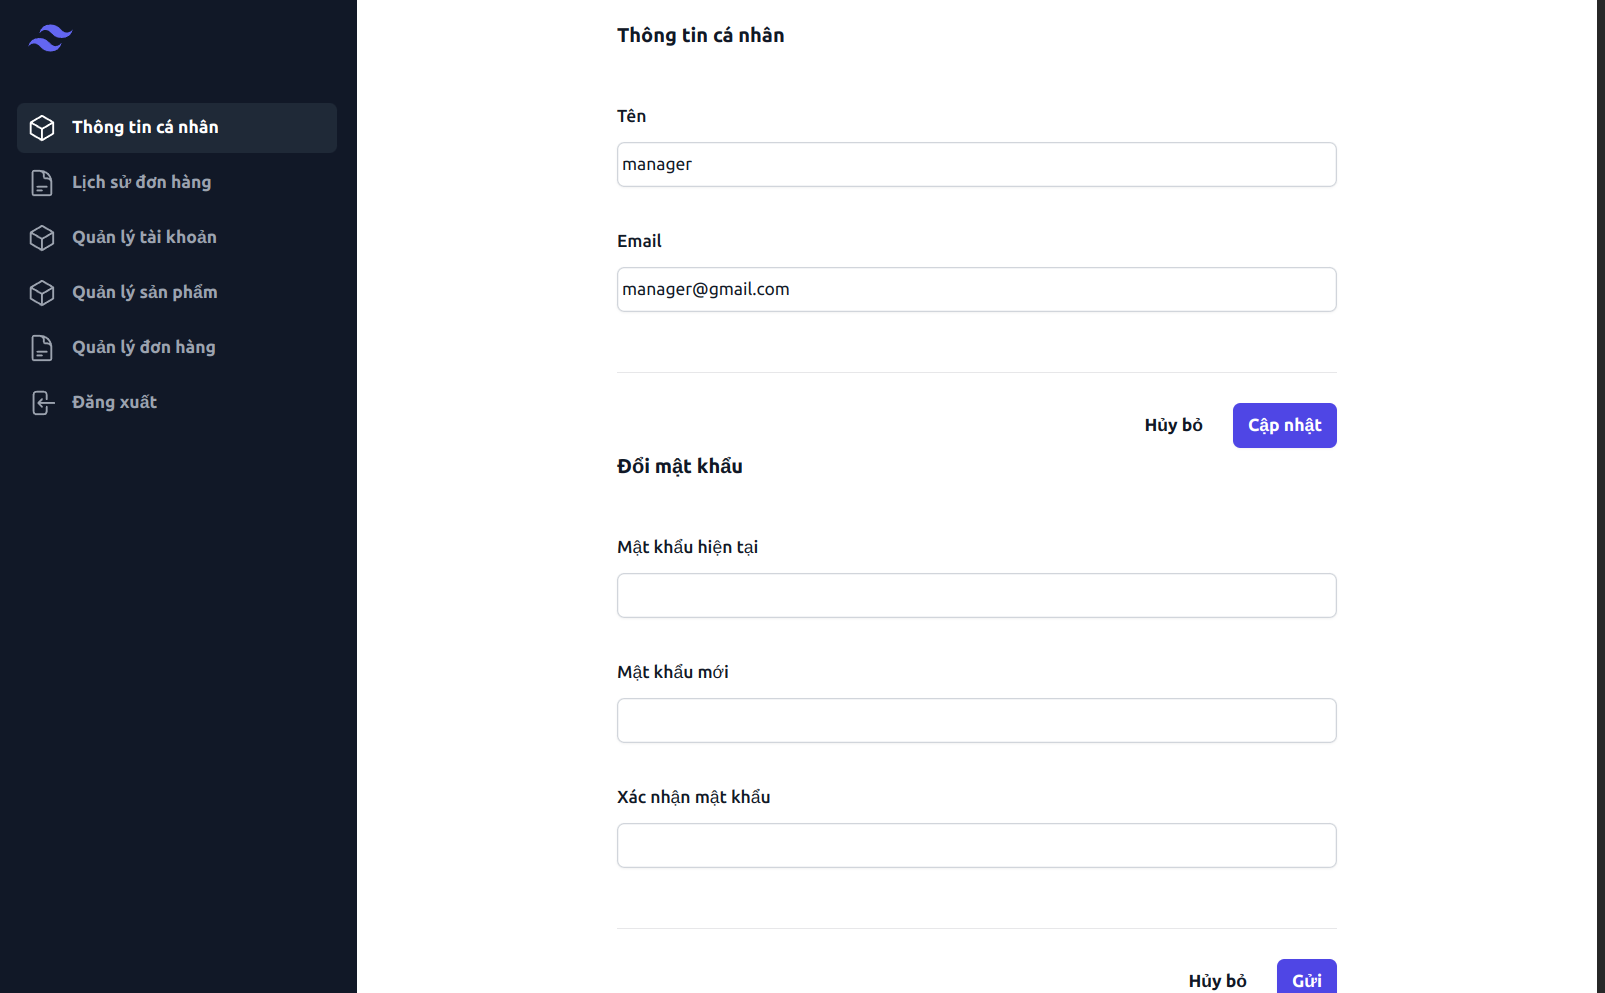 Thông tin cá nhân
Lịch sử đơn hàng
Quản lý tài khoản
Quản lý sản phẩm
Quản lý đơn hàng
Đăng xuất
Thông tin cá nhân
Tên
manager
Email
manager@gmail.com
Hủy bỏ
Cập nhật
Đổi mật khẩu
Mật khẩu hiện tại
Mật khẩu mới
Xác nhận mật khẩu
Hủy bỏ
Gửi